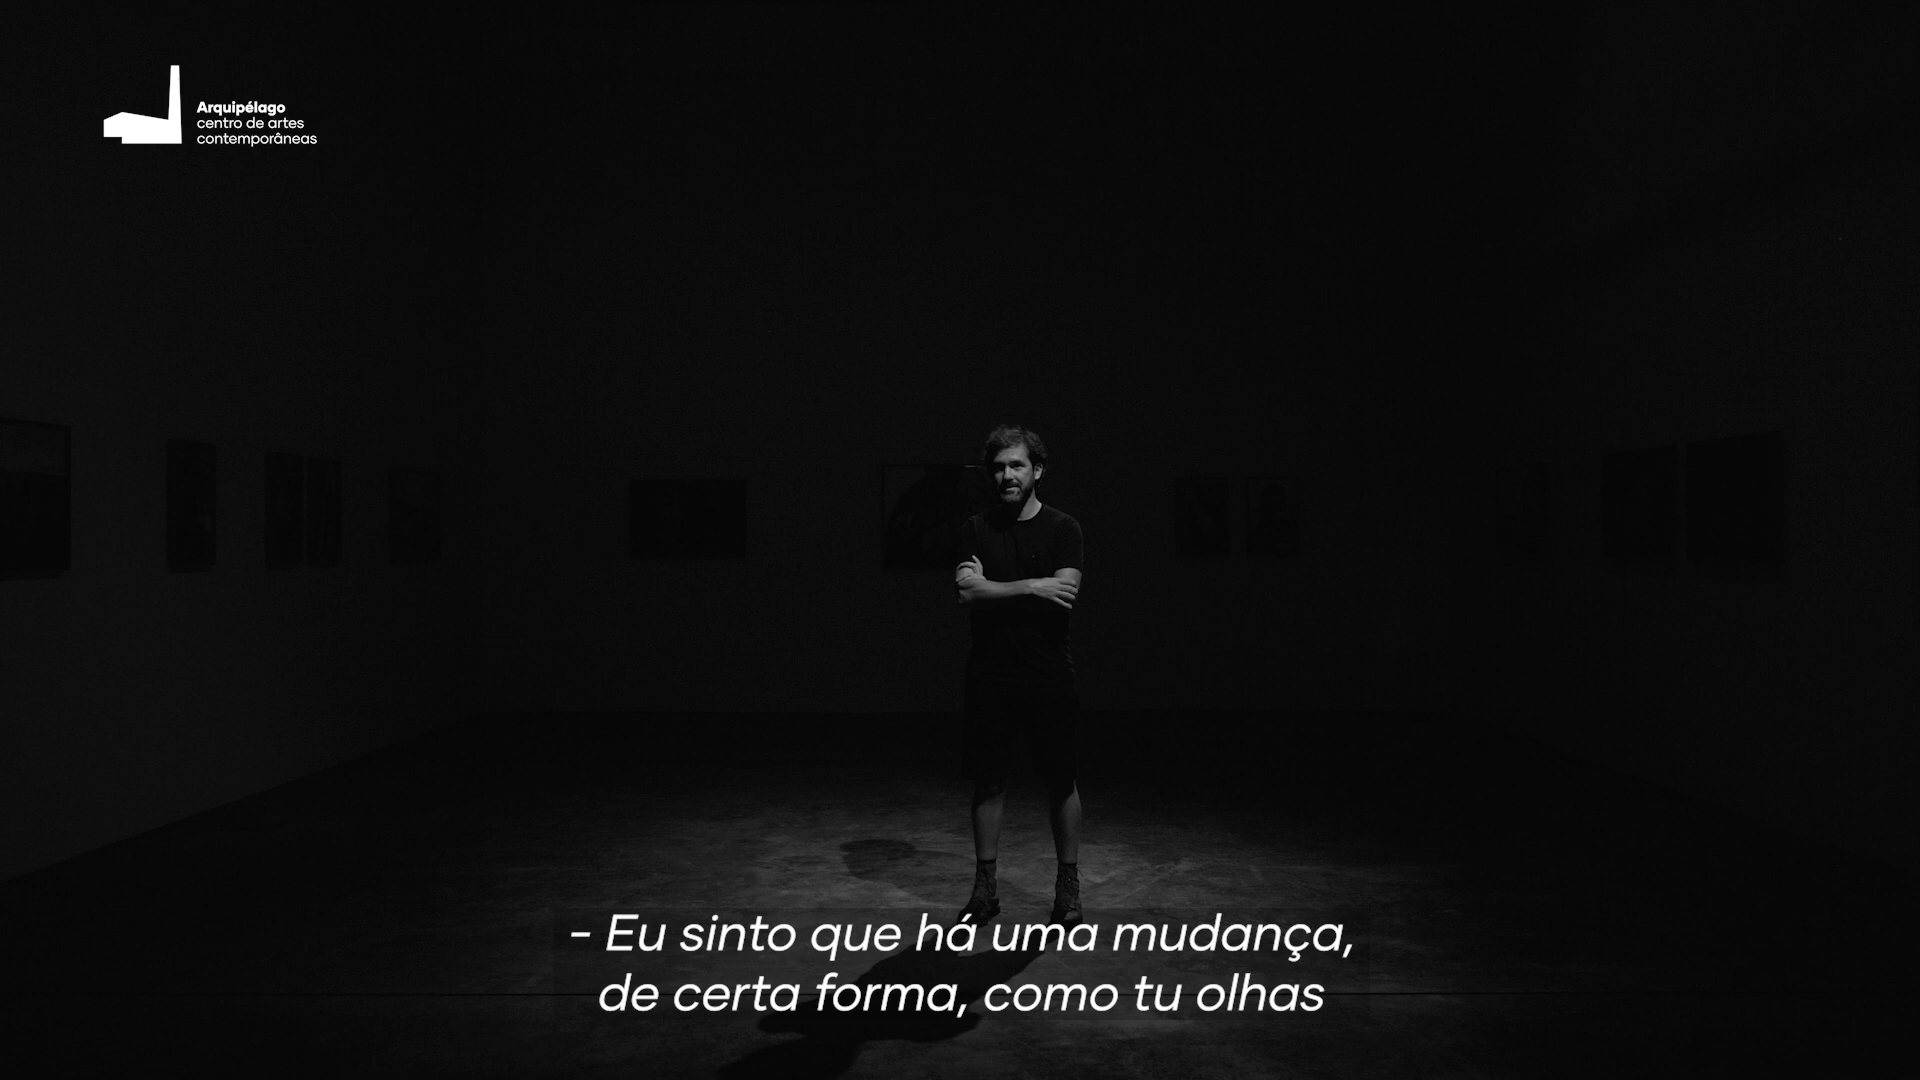 Arquipélago
centro de artes
contemporâneas
- Eu sinto que há uma mudança,
de certa forma, como tu olhas